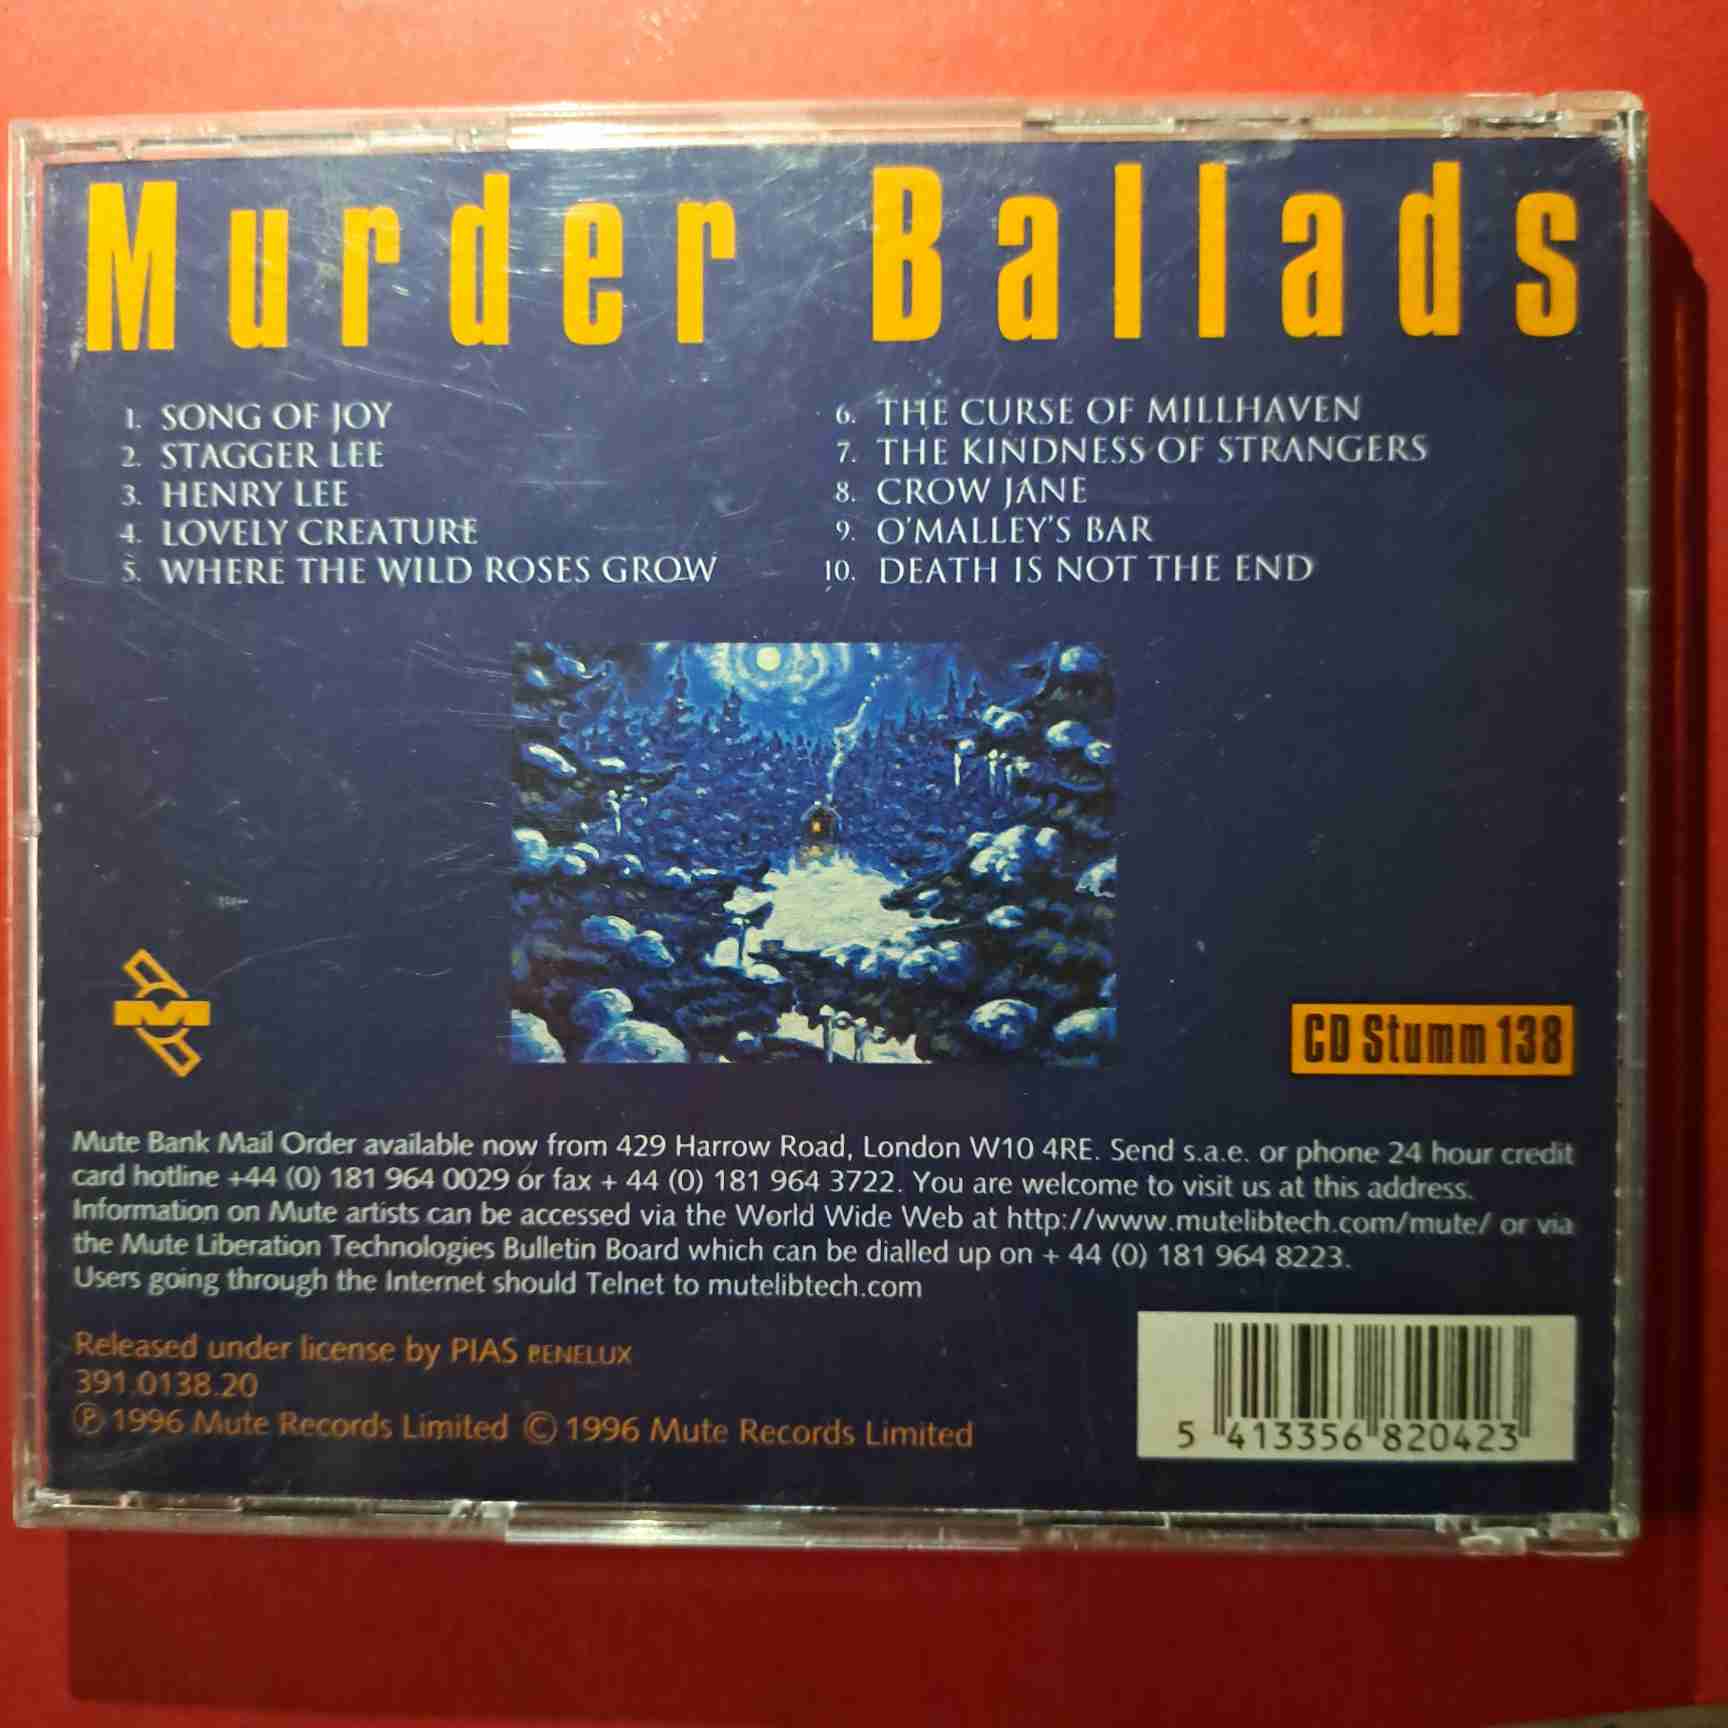 Murder Ballads
1. SONG OF JOY
2. STAGGER LEE
3. HENRY LEE
4. LOVELY CREATURE
5. WHERE THE WILD ROSES GROW
6. THE CURSE OF MILLHAVEN
7. THE KINDNESS OF STRANGERS
8. CROW JANE
9. O'MALLEY'S BAR
10. DEATH IS NOT THE END
M
CD Stumm 138
Mute Bank Mail Order available now from 429 Harrow Road, London W10 4RE. Send s.a.e. or phone 24 hour credit
card hotline +44 (0) 181 964 0029 or fax + 44 (0) 181 964 3722. You are welcome to visit us at this address.
Information on Mute artists can be accessed via the World Wide Web at http://www.mutelibtech.com/mute/ or via
the Mute Liberation Technologies Bulletin Board which can be dialled up on + 44 (0) 181 964 8223.
Users going through the Internet should Telnet to mutelibtech.com
Released under license by PIAS BENELUX
391.0138.20
℗ 1996 Mute Records Limited © 1996 Mute Records Limited
5 413356 820423